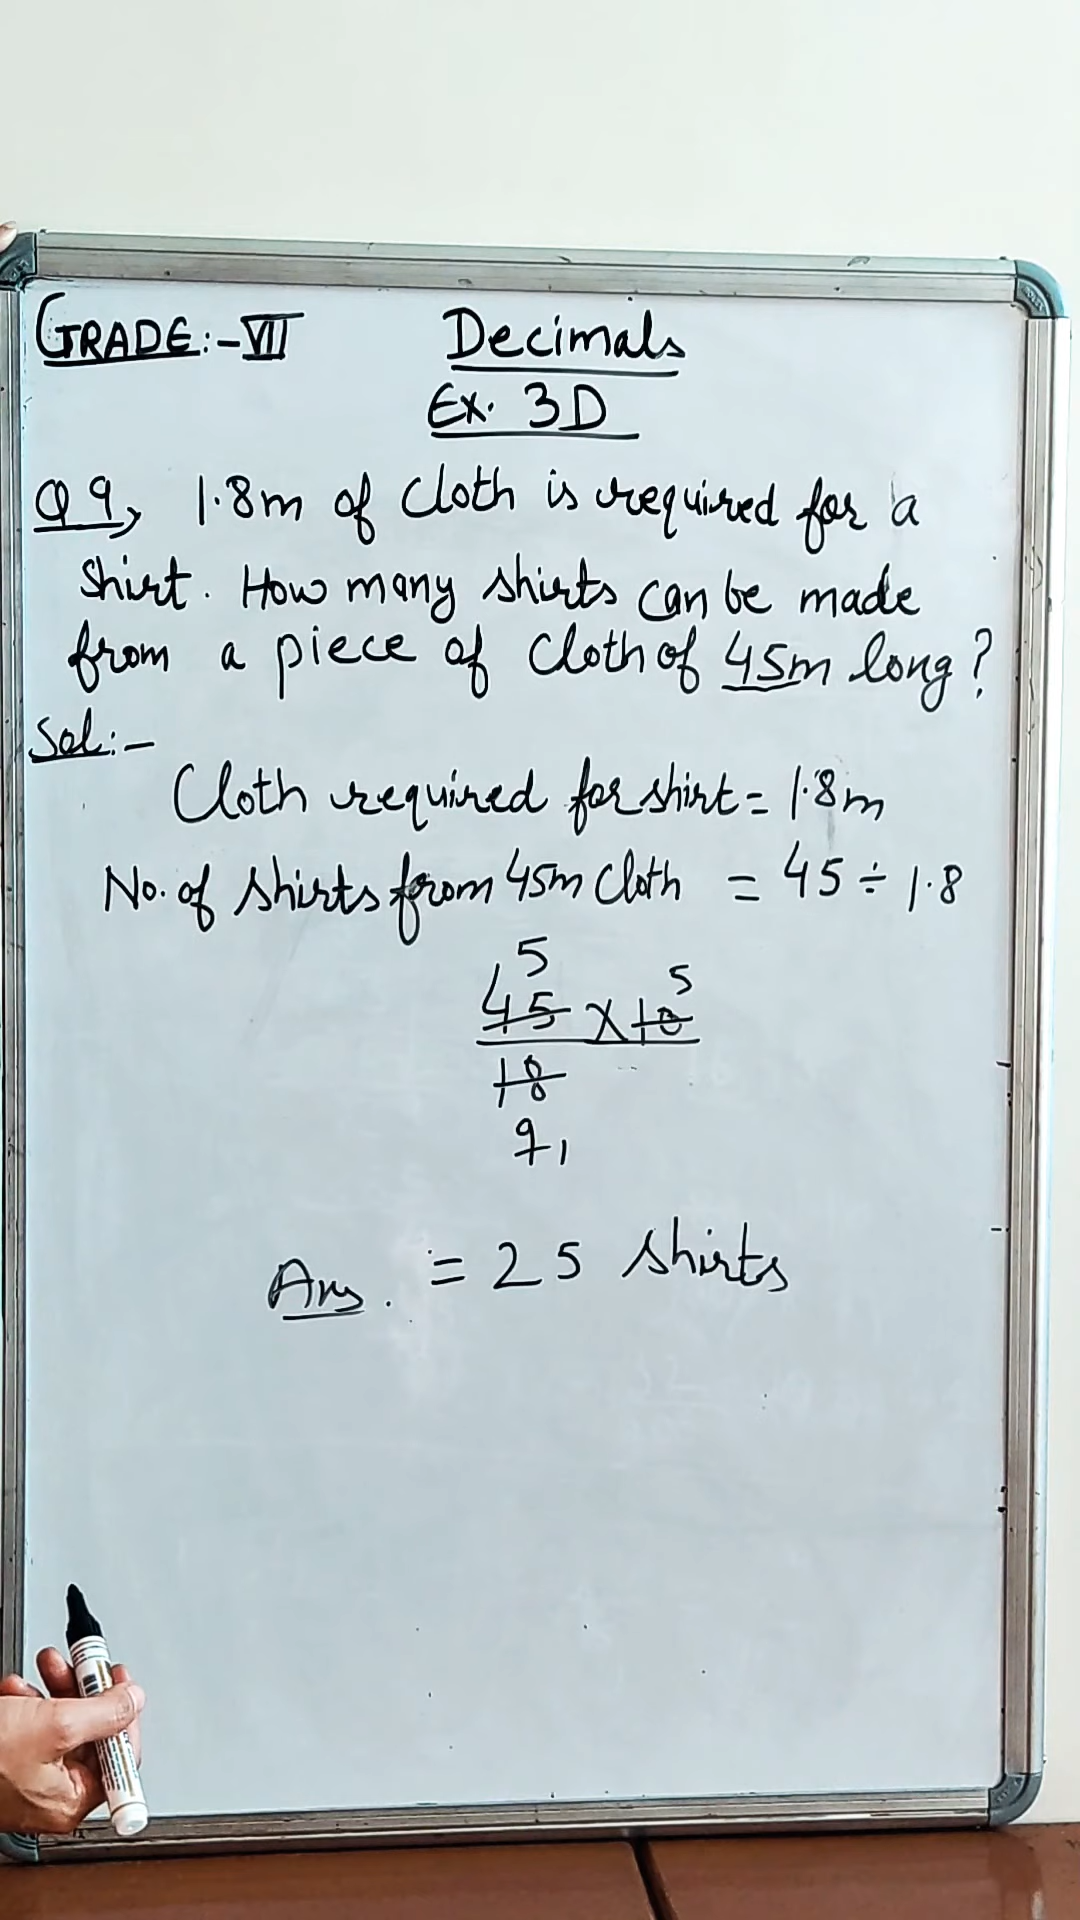 GRADE:-VII Decimals
Ex. 3D
Q9, 1.8m of cloth is required for a
shirt. How many shirts can be made
from a piece of cloth of 45m long?
Sol:-
Cloth required for shirt = 1.8m
No. of shirts from 45m cloth = 45 ÷ 1.8
5 5
45 x 10
18
9 1
Ans. = 25 shirts